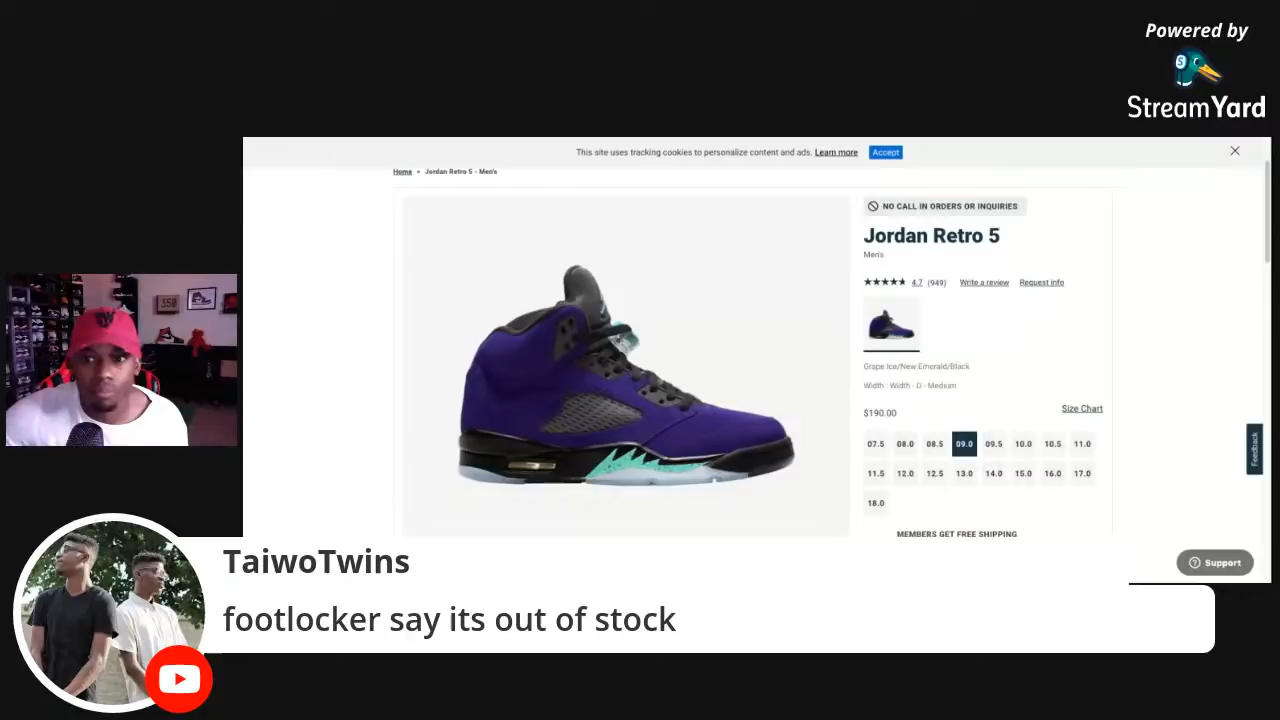 Powered by
StreamYard
This site uses tracking cookies to personalize content and ads. Learn more
Accept
Home • Jordan Retro 5 - Men's
NO CALL IN ORDERS OR INQUIRIES
Jordan Retro 5
Men's
4.7 (949) Write a review Request info
Grape Ice/New Emerald/Black
Width : Width - D - Medium
$190.00
Size Chart
07.5 08.0 08.5 09.0 09.5 10.0 10.5 11.0
11.5 12.0 12.5 13.0 14.0 15.0 16.0 17.0
18.0
MEMBERS GET FREE SHIPPING
Feedback
Support
350
TaiwoTwins
footlocker say its out of stock